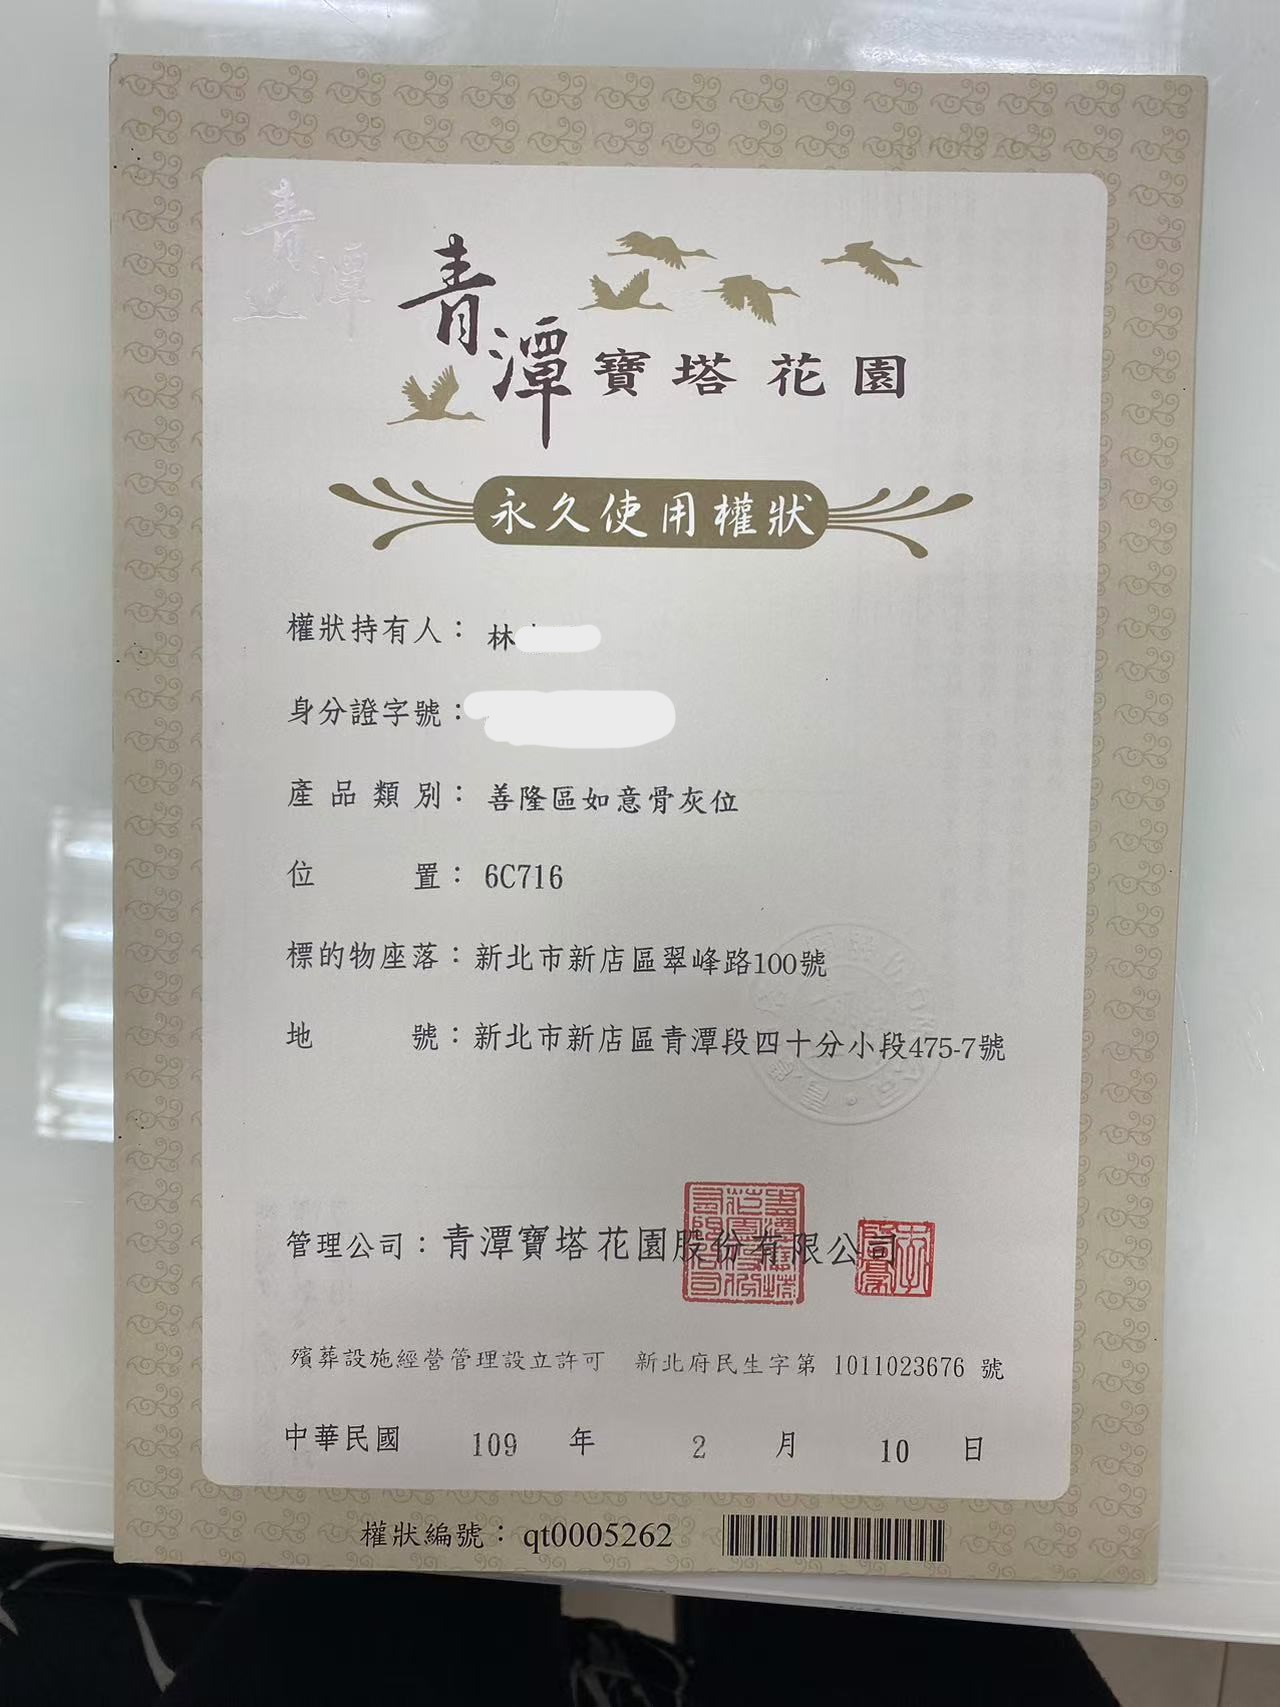 青潭
青潭寶塔花園
永久使用權狀
權狀持有人：林
身分證字號：
產品類別：善隆區如意骨灰位
位置：6C716
標的物座落：新北市新店區翠峰路100號
地號：新北市新店區青潭段四十分小段475-7號
管理公司：青潭寶塔花園股份有限公司
殯葬設施經營管理設立許可 新北府民生字第 1011023676 號
中華民國 109 年 2 月 10 日
權狀編號：qt0005262